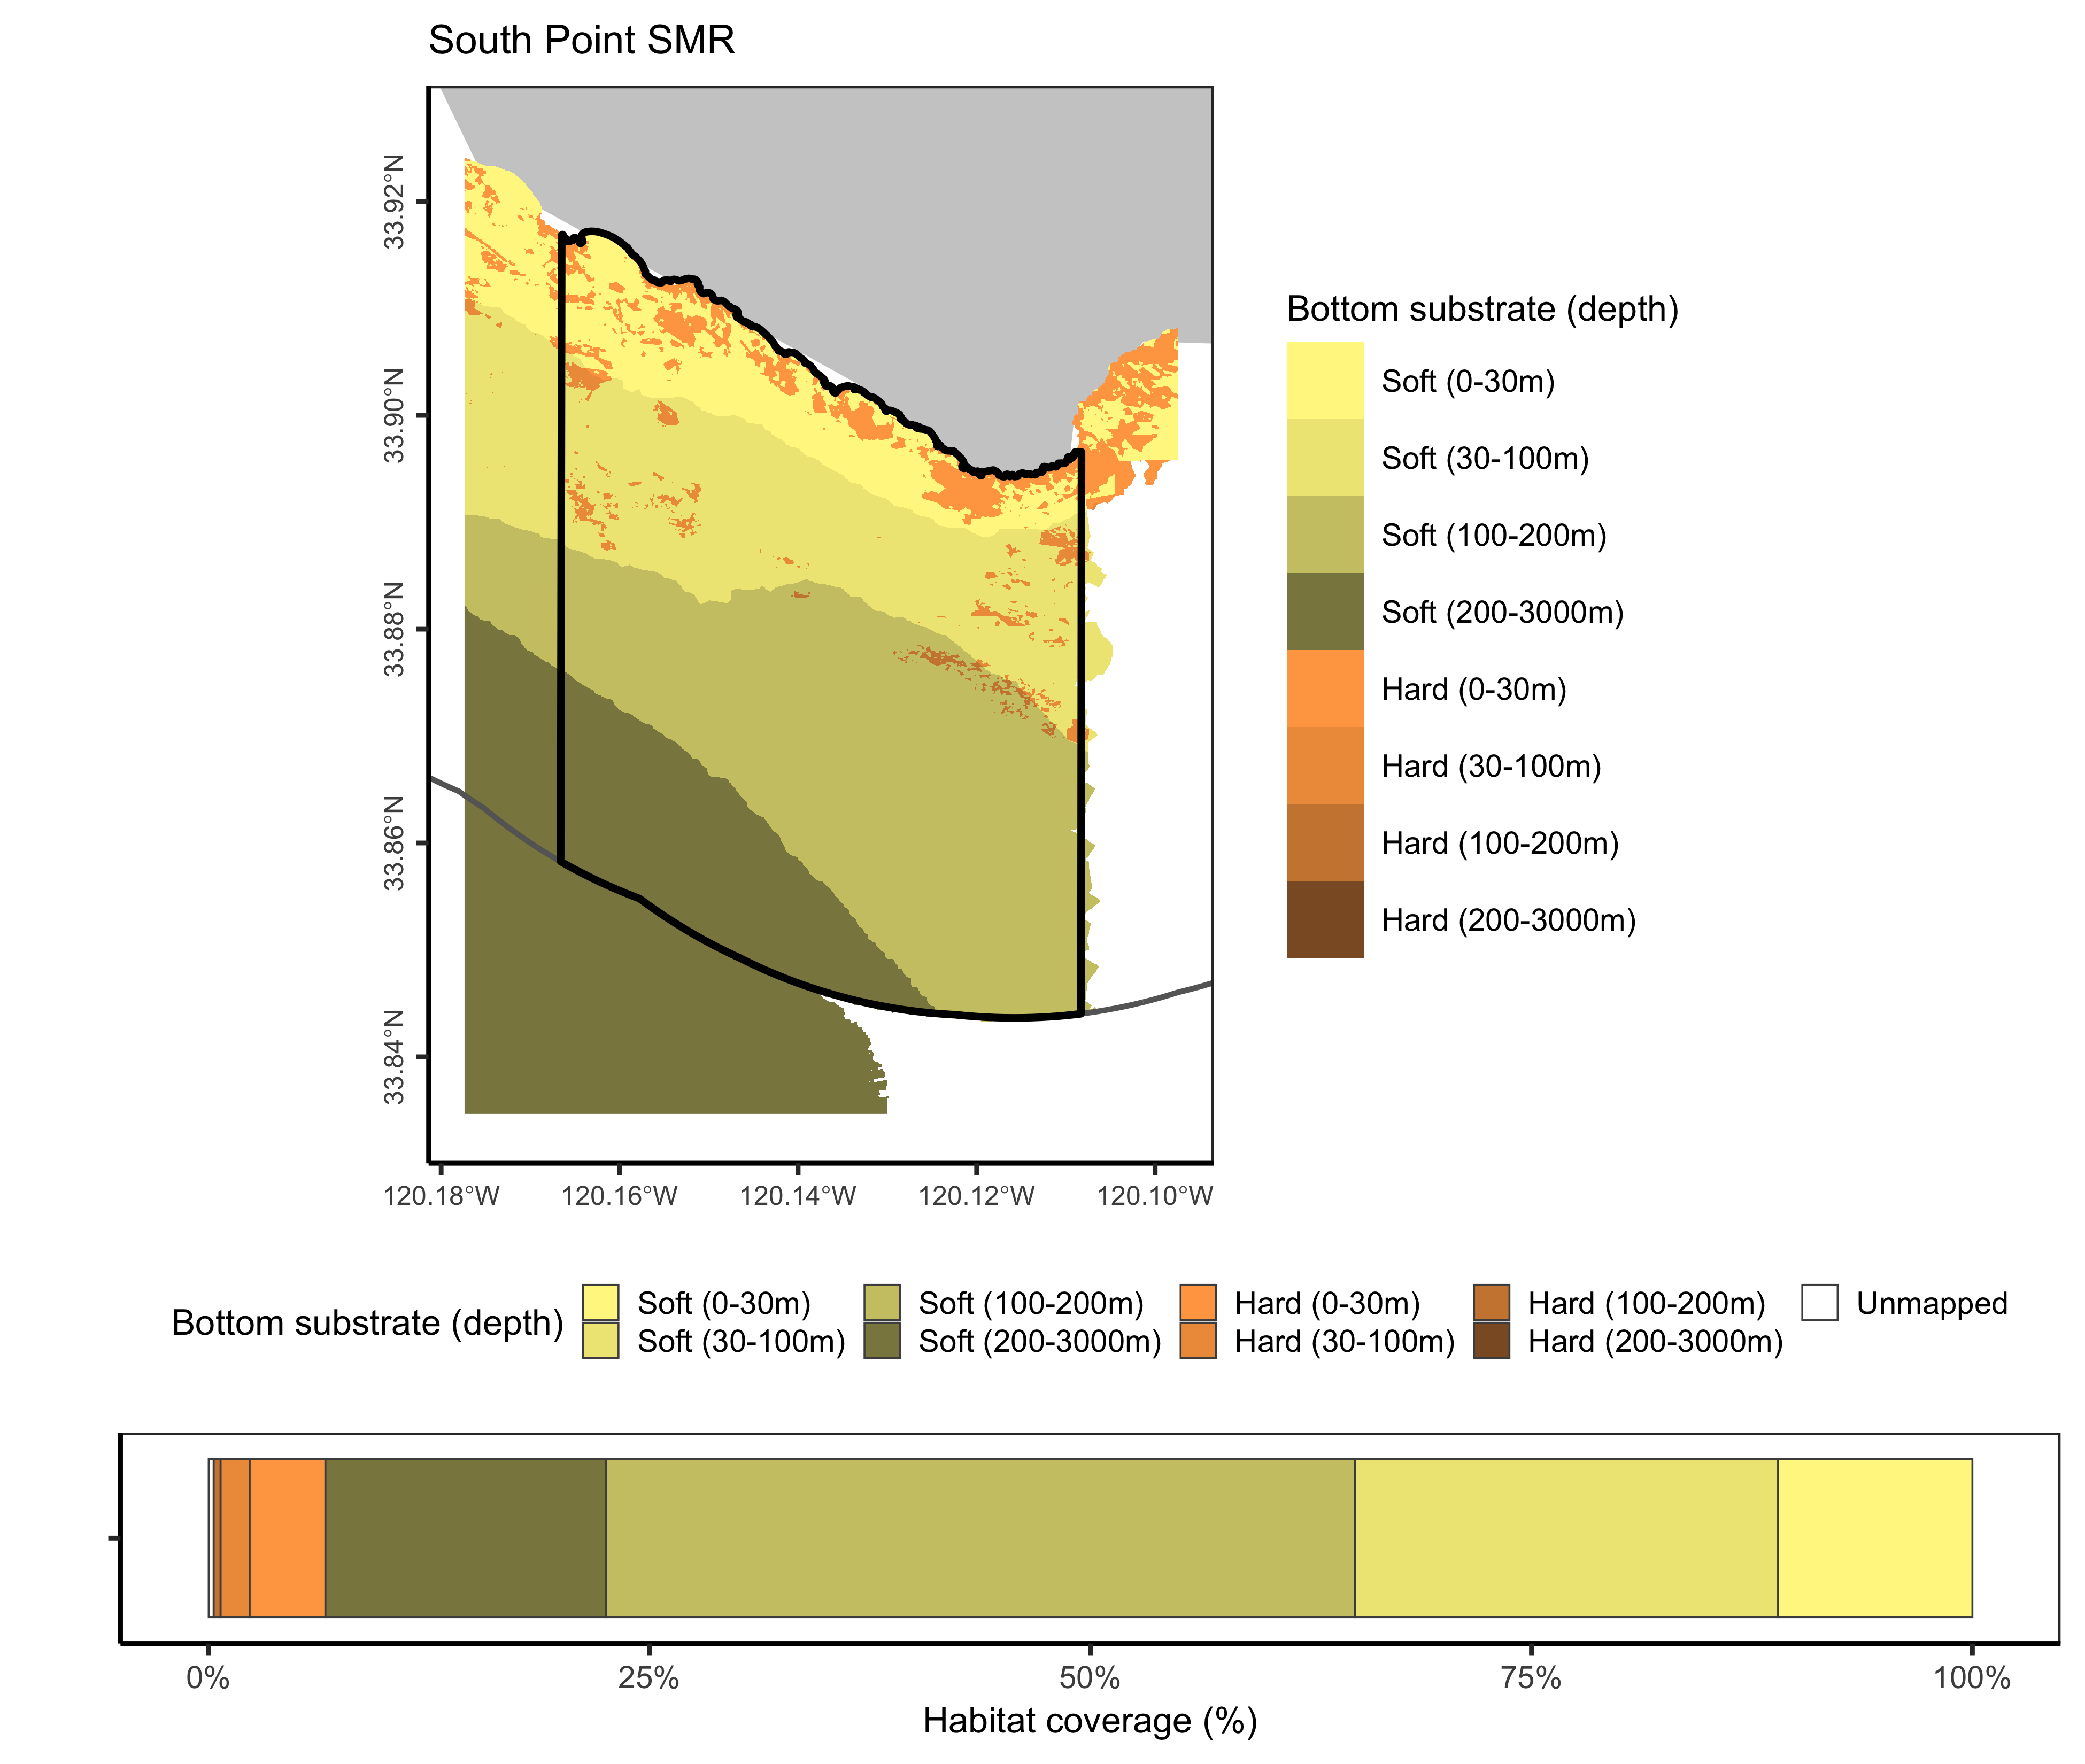 South Point SMR
33.92°N
33.90°N
33.88°N
33.86°N
33.84°N
120.18°W 120.16°W 120.14°W 120.12°W 120.10°W
Bottom substrate (depth)
Soft (0-30m)
Soft (30-100m)
Soft (100-200m)
Soft (200-3000m)
Hard (0-30m)
Hard (30-100m)
Hard (100-200m)
Hard (200-3000m)
Bottom substrate (depth)
Soft (0-30m) Soft (100-200m) Hard (0-30m) Hard (100-200m) Unmapped
Soft (30-100m) Soft (200-3000m) Hard (30-100m) Hard (200-3000m)
0% 25% 50% 75% 100%
Habitat coverage (%)